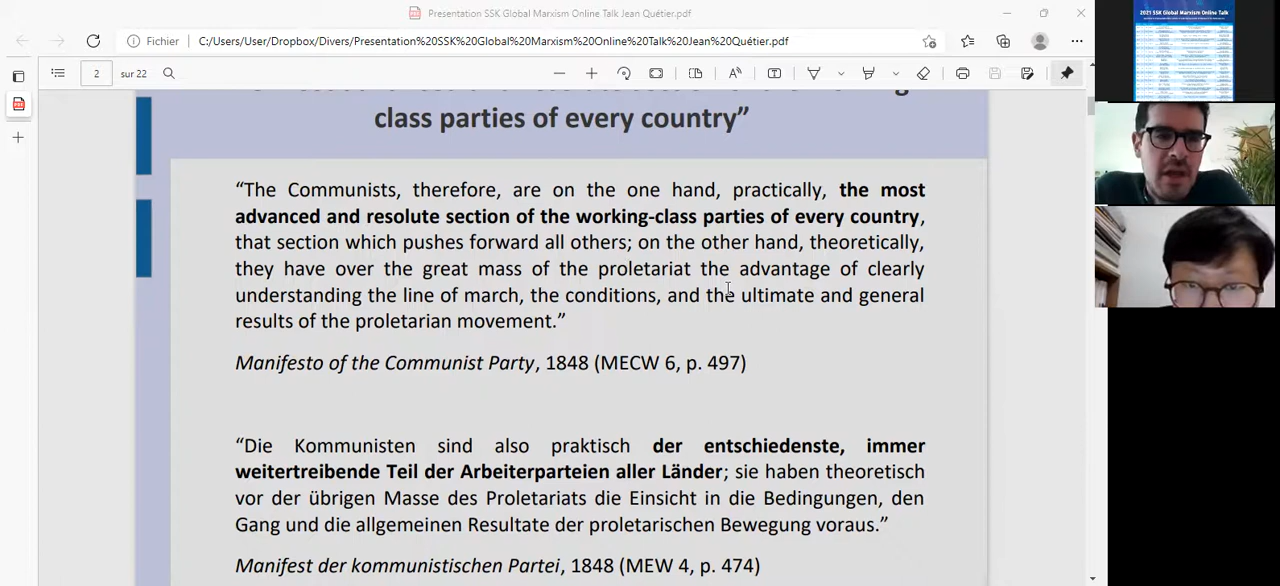 Presentation SSK Global Marxism Online Talk Jean Quétier.pdf
2021 SSK Global Marxism Online Talk
Fichier C:/Users/User/Dropbox/Divers/Presentation%20SSK%20Global%20Marxism%20Online%20Talk%20Jean%20Quétier.pdf
2 sur 22
class parties of every country”
“The Communists, therefore, are on the one hand, practically, the most
advanced and resolute section of the working-class parties of every country,
that section which pushes forward all others; on the other hand, theoretically,
they have over the great mass of the proletariat the advantage of clearly
understanding the line of march, the conditions, and the ultimate and general
results of the proletarian movement.”
Manifesto of the Communist Party, 1848 (MECW 6, p. 497)
“Die Kommunisten sind also praktisch der entschiedenste, immer
weitertreibende Teil der Arbeiterparteien aller Länder; sie haben theoretisch
vor der übrigen Masse des Proletariats die Einsicht in die Bedingungen, den
Gang und die allgemeinen Resultate der proletarischen Bewegung voraus.”
Manifest der kommunistischen Partei, 1848 (MEW 4, p. 474)